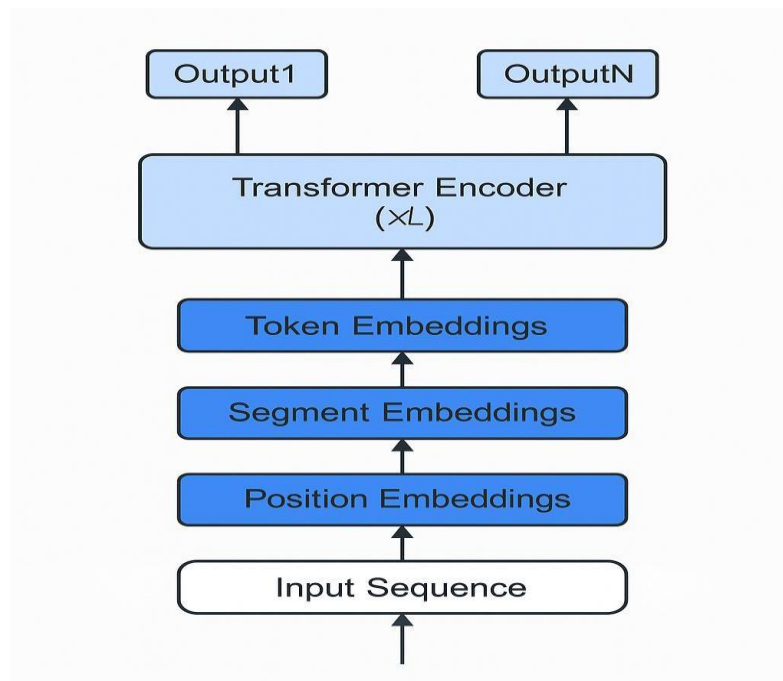 Output1
OutputN
Transformer Encoder
(×L)
Token Embeddings
Segment Embeddings
Position Embeddings
Input Sequence